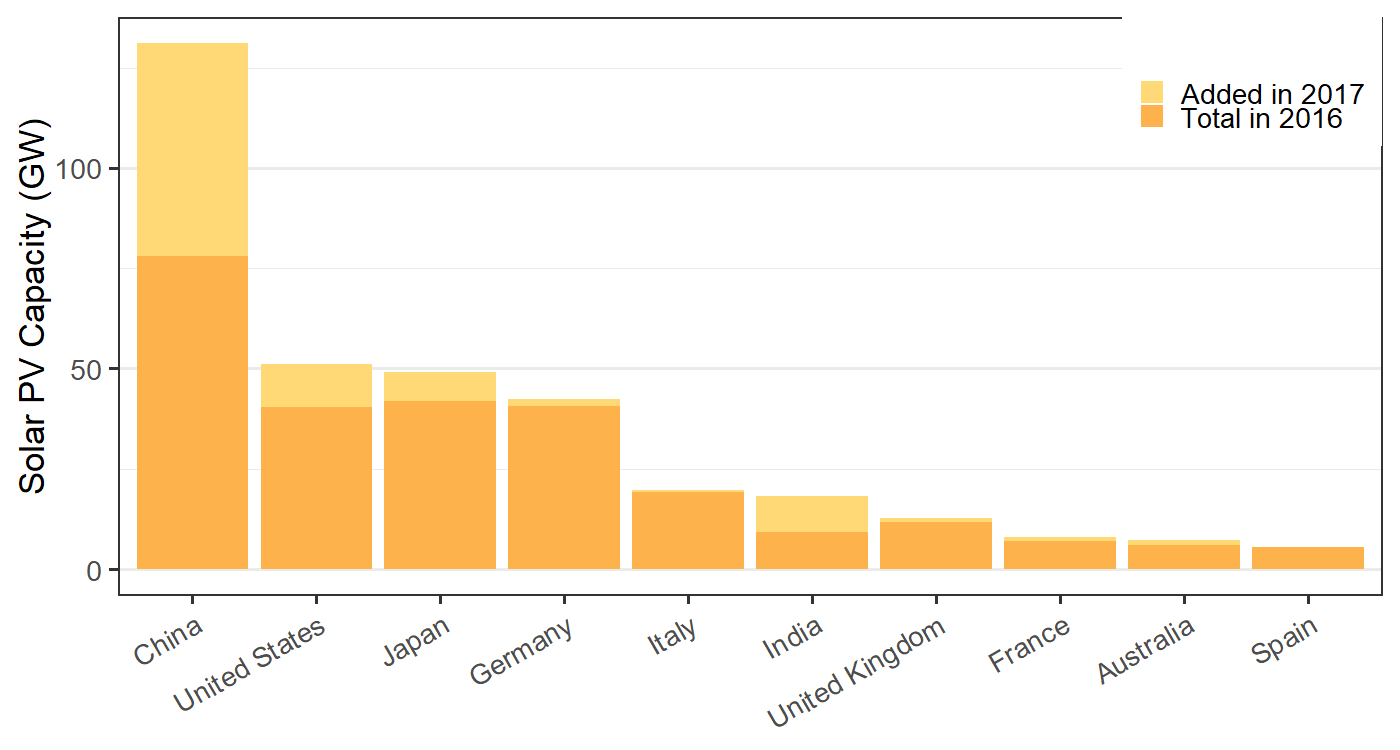 Added in 2017
Total in 2016
Solar PV Capacity (GW)
100
50
0
China
United States
Japan
Germany
Italy
India
United Kingdom
France
Australia
Spain